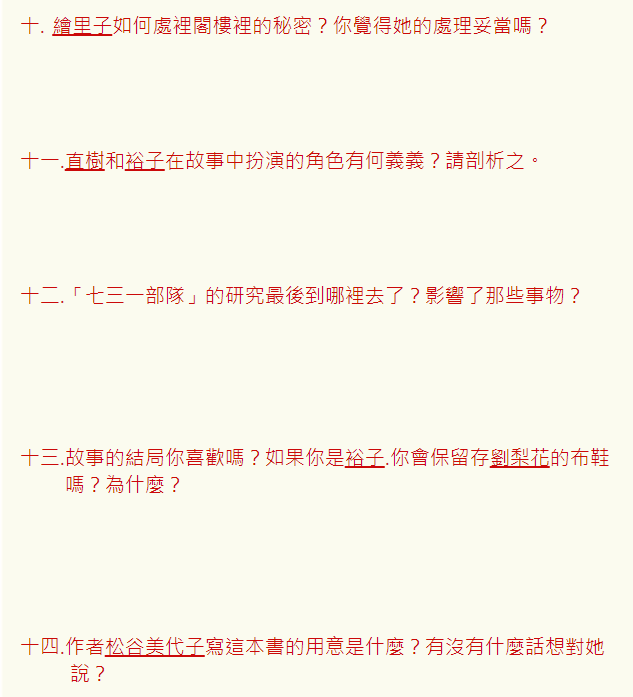 十. 繪里子如何處裡閣樓裡的秘密？你覺得她的處理妥當嗎？
十一.直樹和裕子在故事中扮演的角色有何義義？請剖析之。
十二.「七三一部隊」的研究最後到哪裡去了？影響了那些事物？
十三.故事的結局你喜歡嗎？如果你是裕子.你會保留存劉梨花的布鞋
嗎？為什麼？
十四.作者松谷美代子寫這本書的用意是什麼？有沒有什麼話想對她
說？